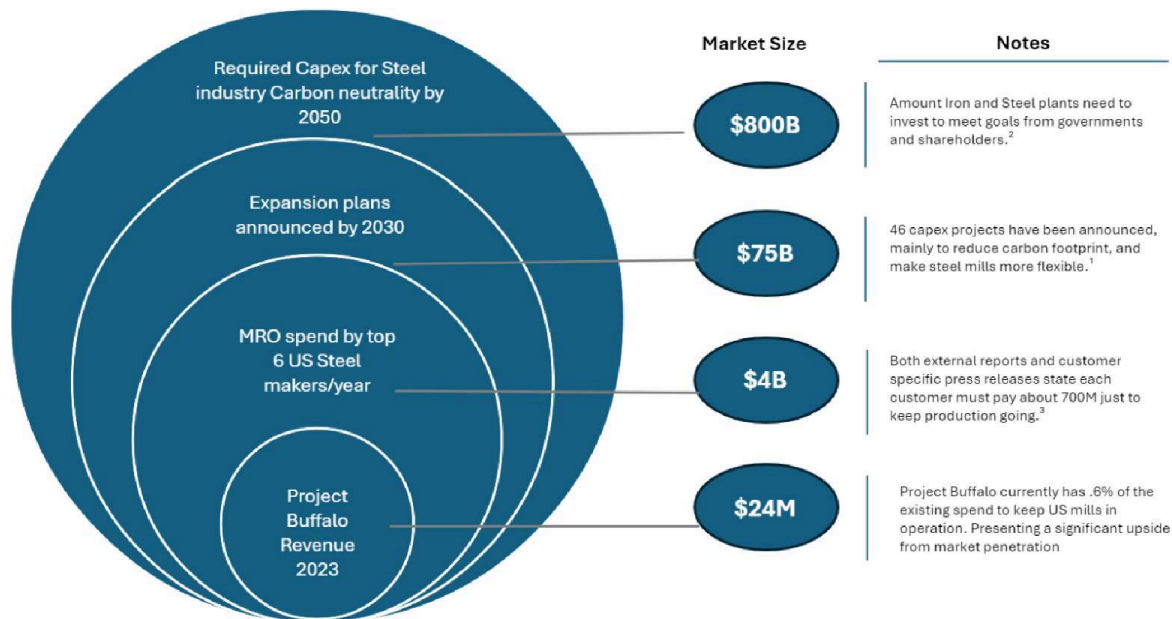 Required Capex for Steel
industry Carbon neutrality by
2050
Expansion plans
announced by 2030
MRO spend by top
6 US Steel
makers/year
Project
Buffalo
Revenue
2023
Market Size
Notes
$800B
Amount Iron and Steel plants need to
invest to meet goals from governments
and shareholders.²
$75B
46 capex projects have been announced,
mainly to reduce carbon footprint, and
make steel mills more flexible.¹
$4B
Both external reports and customer
specific press releases state each
customer must pay about 700M just to
keep production going.³
$24M
Project Buffalo currently has .6% of the
existing spend to keep US mills in
operation. Presenting a significant upside
from market penetration